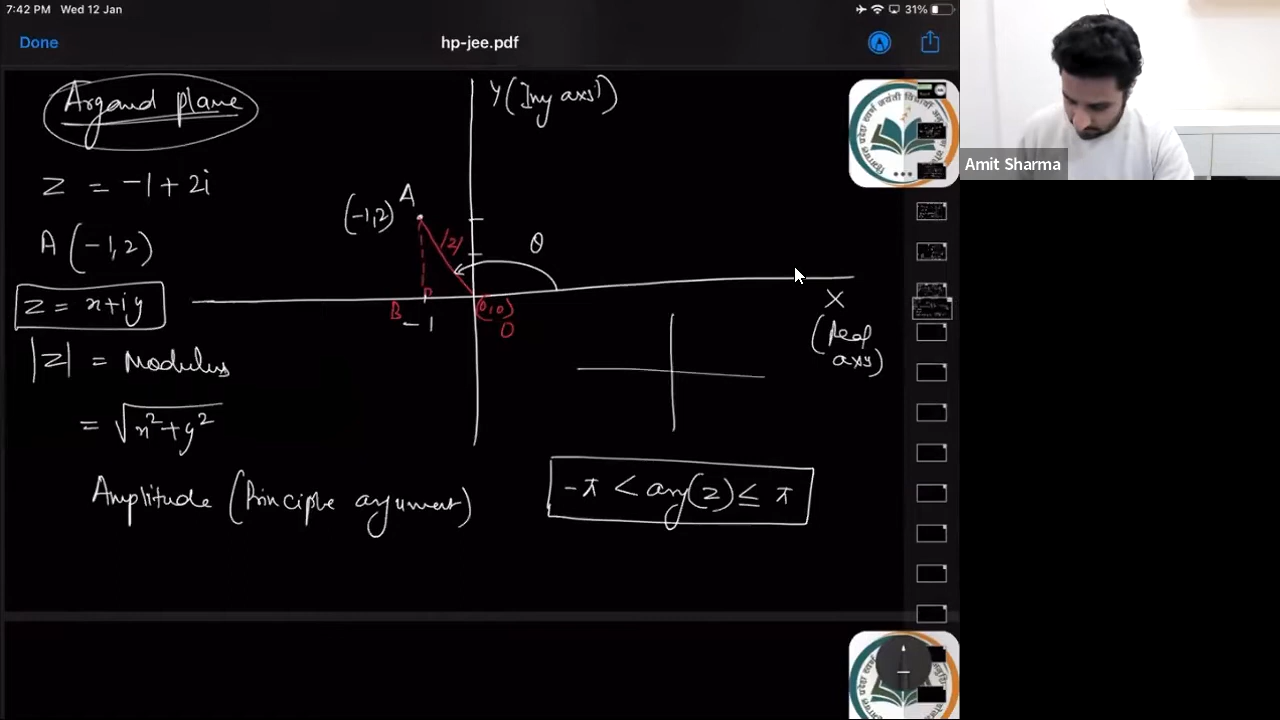 7:42 PM Wed 12 Jan
31%
Done
hp-jee.pdf
Argand plane
Y (Img axis)
Amit Sharma
z = -1 + 2i
A
(-1,2)
|z|
θ
A (-1,2)
z = x+iy
B
-1
(0,0)
O
X
(Real
axis)
|z| = Modulus
= √x²+y²
Amplitude (Principle argument)
-π < arg(z) ≤ π